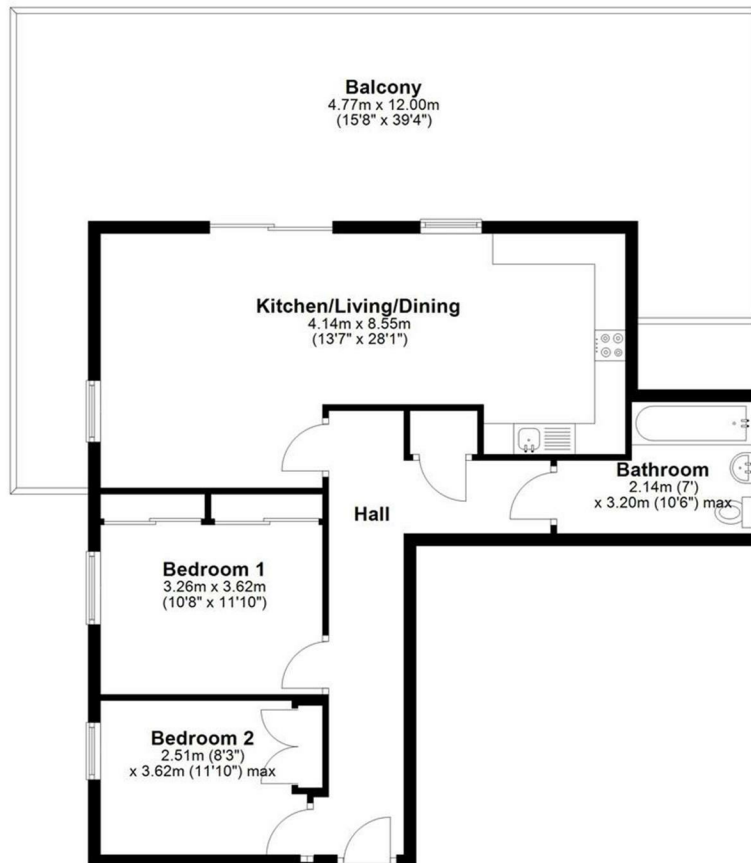 Balcony
4.77m x 12.00m
(15'8" x 39'4")
Kitchen/Living/Dining
4.14m x 8.55m
(13'7" x 28'1")
Bathroom
2.14m (7')
x 3.20m (10'6") max
Hall
Bedroom 1
3.26m x 3.62m
(10'8" x 11'10")
Bedroom 2
2.51m (8'3")
x 3.62m (11'10") max